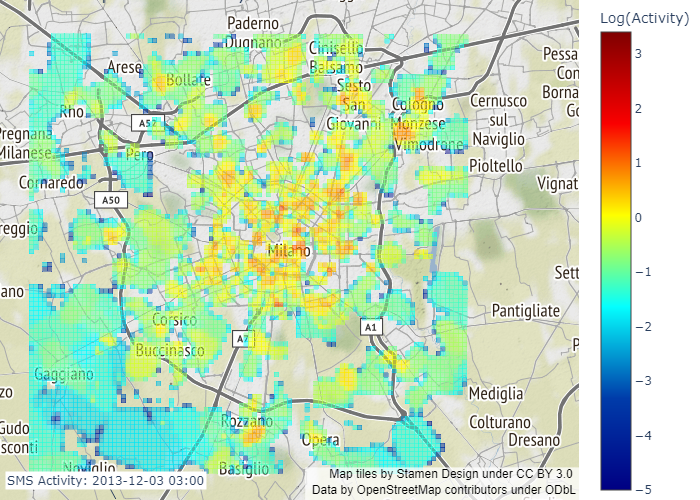 Log(Activity)
Paderno
Dugnano
Cinisello
Balsamo
Arese
Bollate
Sesto
San
Giovanni
Rho
Cologno
Monzese
Cernusco
sul
Naviglio
Pessa
Con
Borna
Go
A52
Pregnana
Milanese
Pero
Vimodrone
Pioltello
Cornaredo
Vignat
A50
reggio
Milano
Sett
ano
Pantigliate
Corsico
A7
A1
Buccinasco
P
Gaggiano
zo
Mediglia
Gudo
sconti
Rozzano
Opera
Colturano
Dresano
Noviglio
Basiglio
3
2
1
0
−1
−2
−3
−4
−5
SMS Activity: 2013-12-03 03:00
Map tiles by Stamen Design under CC BY 3.0
Data by OpenStreetMap contributors under ODbL